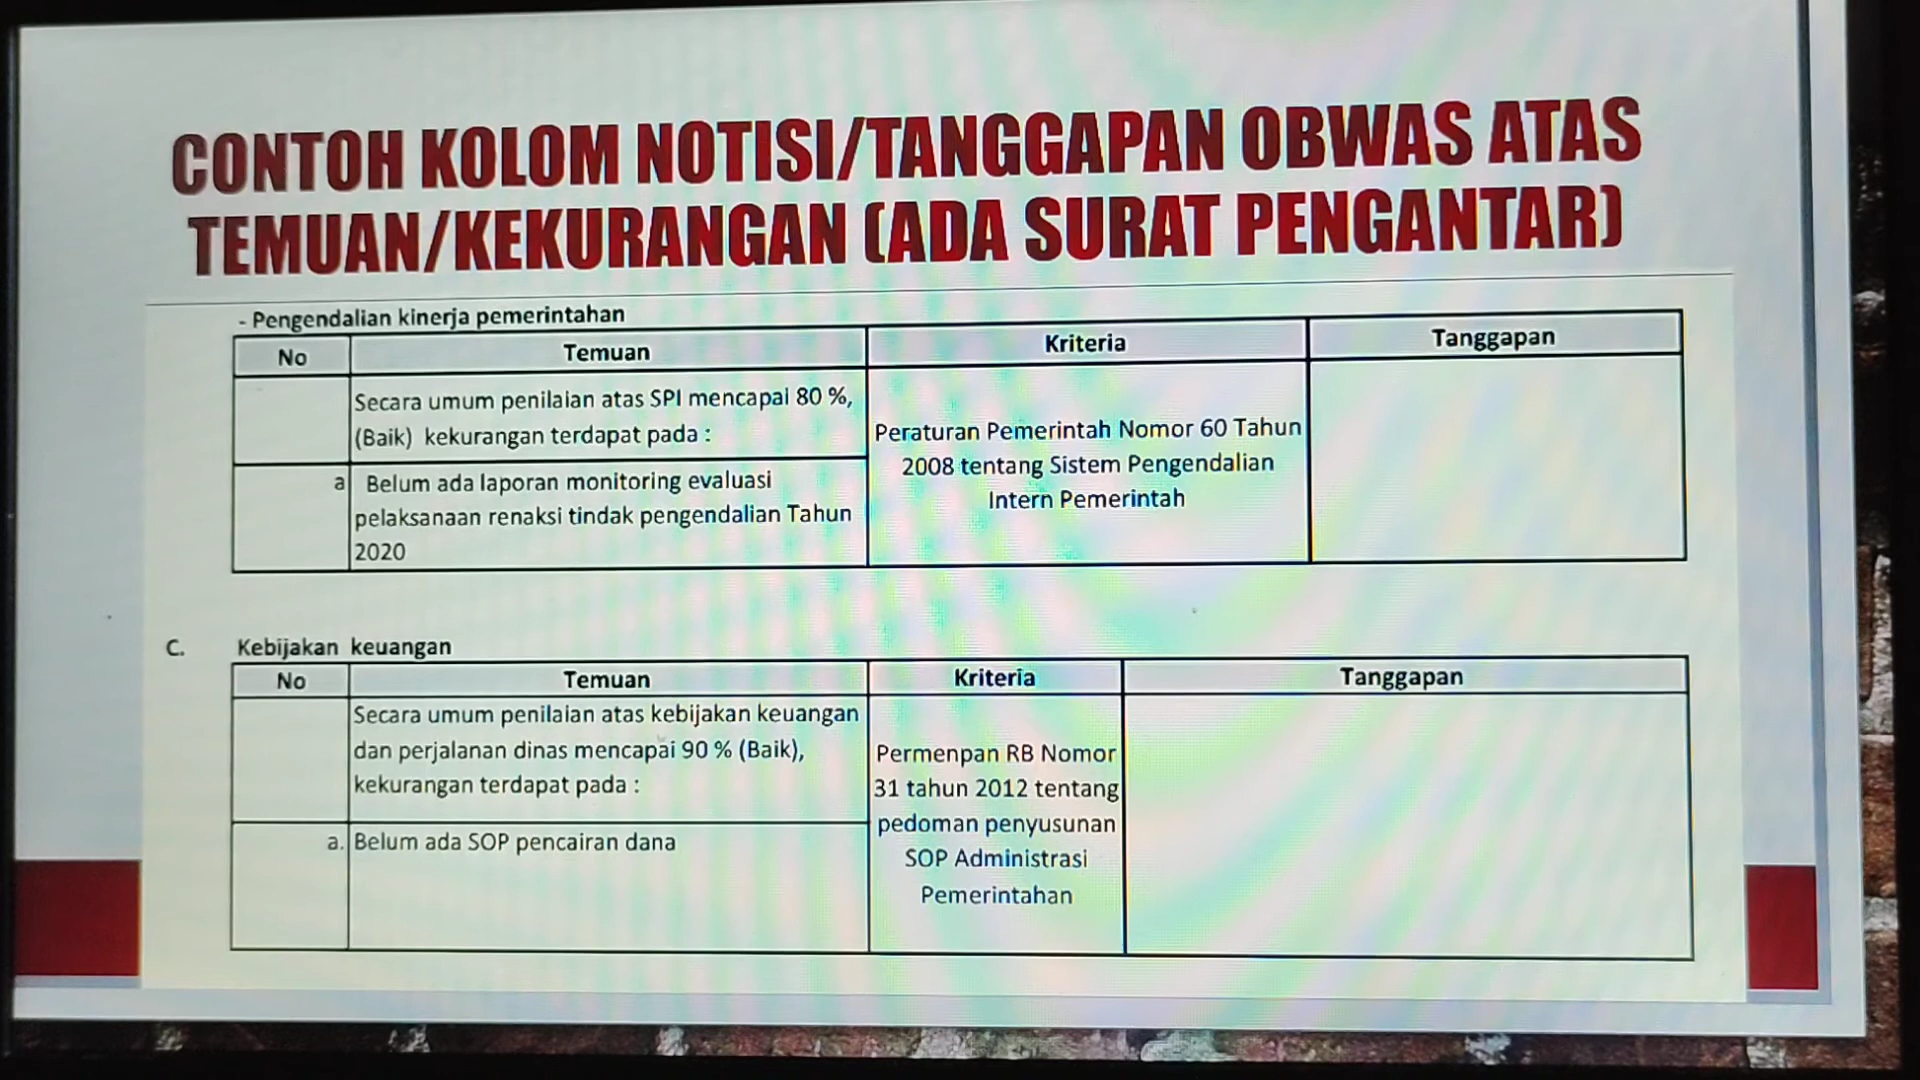 CONTOH KOLOM NOTISI/TANGGAPAN OBWAS ATAS
TEMUAN/KEKURANGAN (ADA SURAT PENGANTAR)
- Pengendalian kinerja pemerintahan
No Temuan Kriteria Tanggapan
Secara umum penilaian atas SPI mencapai 80 %,
(Baik) kekurangan terdapat pada :
a Belum ada laporan monitoring evaluasi
pelaksanaan renaksi tindak pengendalian Tahun
2020
Peraturan Pemerintah Nomor 60 Tahun
2008 tentang Sistem Pengendalian
Intern Pemerintah
C. Kebijakan keuangan
No Temuan Kriteria Tanggapan
Secara umum penilaian atas kebijakan keuangan
dan perjalanan dinas mencapai 90 % (Baik),
kekurangan terdapat pada :
a. Belum ada SOP pencairan dana
Permenpan RB Nomor
31 tahun 2012 tentang
pedoman penyusunan
SOP Administrasi
Pemerintahan